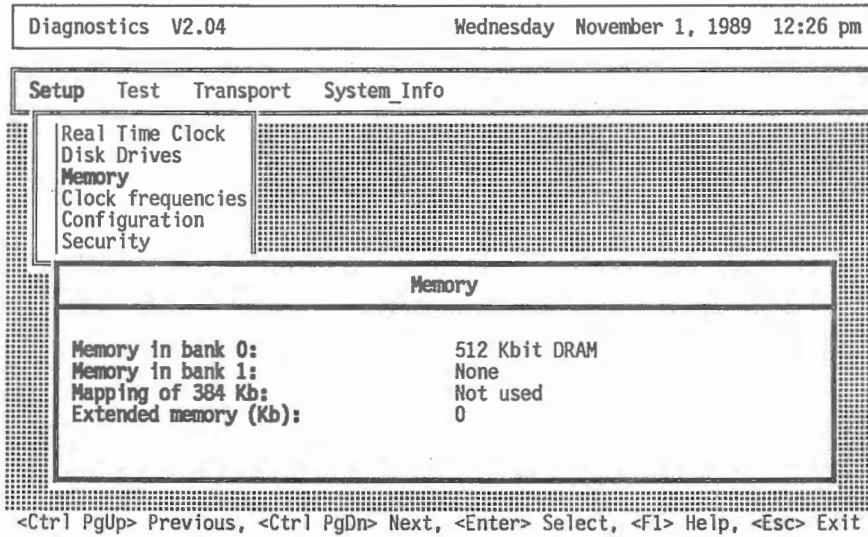 Diagnostics V2.04 Wednesday November 1, 1989 12:26 pm
Setup Test Transport System_Info
Real Time Clock
Disk Drives
Memory
Clock frequencies
Configuration
Security
Memory
Memory in bank 0: 512 Kbit DRAM
Memory in bank 1: None
Mapping of 384 Kb: Not used
Extended memory (Kb): 0
<Ctrl PgUp> Previous, <Ctrl PgDn> Next, <Enter> Select, <F1> Help, <Esc> Exit